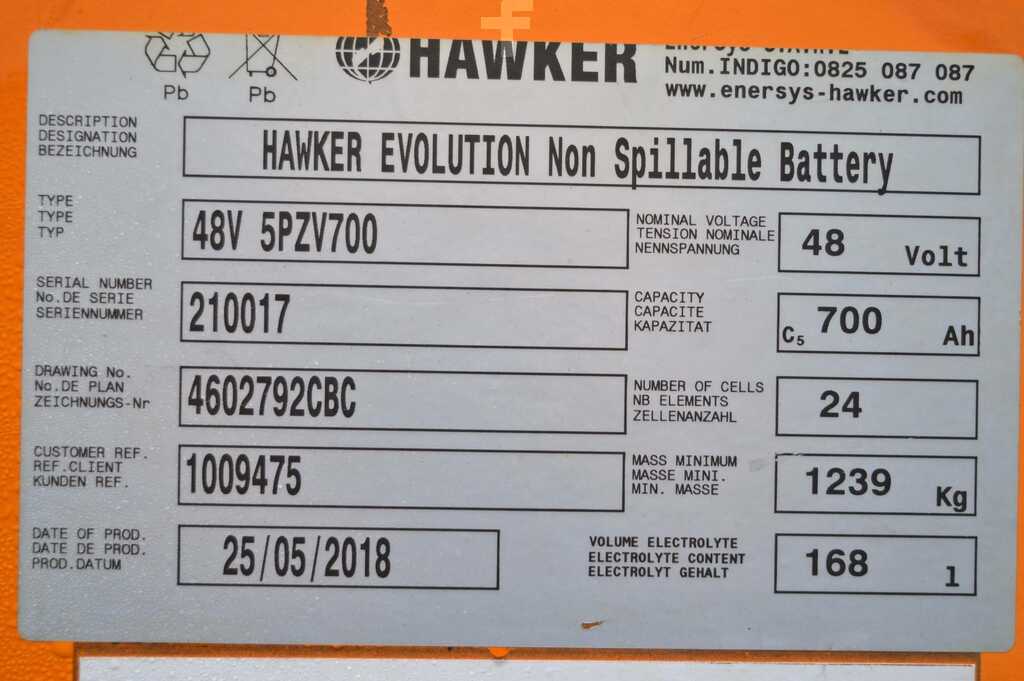 HAWKER
Num.INDIGO:0825 087 087
www.enersys-hawker.com
Pb
Pb
DESCRIPTION
DESIGNATION
BEZEICHNUNG
HAWKER EVOLUTION Non Spillable Battery
TYPE
TYPE
TYP
48V 5PZV700
NOMINAL VOLTAGE
TENSION NOMINALE
NENNSPANNUNG
48 Volt
SERIAL NUMBER
No.DE SERIE
SERIENNUMMER
210017
CAPACITY
CAPACITE
KAPAZITAT
C5 700 Ah
DRAWING No.
No.DE PLAN
ZEICHNUNGS-Nr
4602792CBC
NUMBER OF CELLS
NB ELEMENTS
ZELLENANZAHL
24
CUSTOMER REF.
REF.CLIENT
KUNDEN REF.
1009475
MASS MINIMUM
MASSE MINI.
MIN. MASSE
1239 Kg
DATE OF PROD.
DATE DE PROD.
PROD.DATUM
25/05/2018
VOLUME ELECTROLYTE
ELECTROLYTE CONTENT
ELECTROLYT GEHALT
168 l